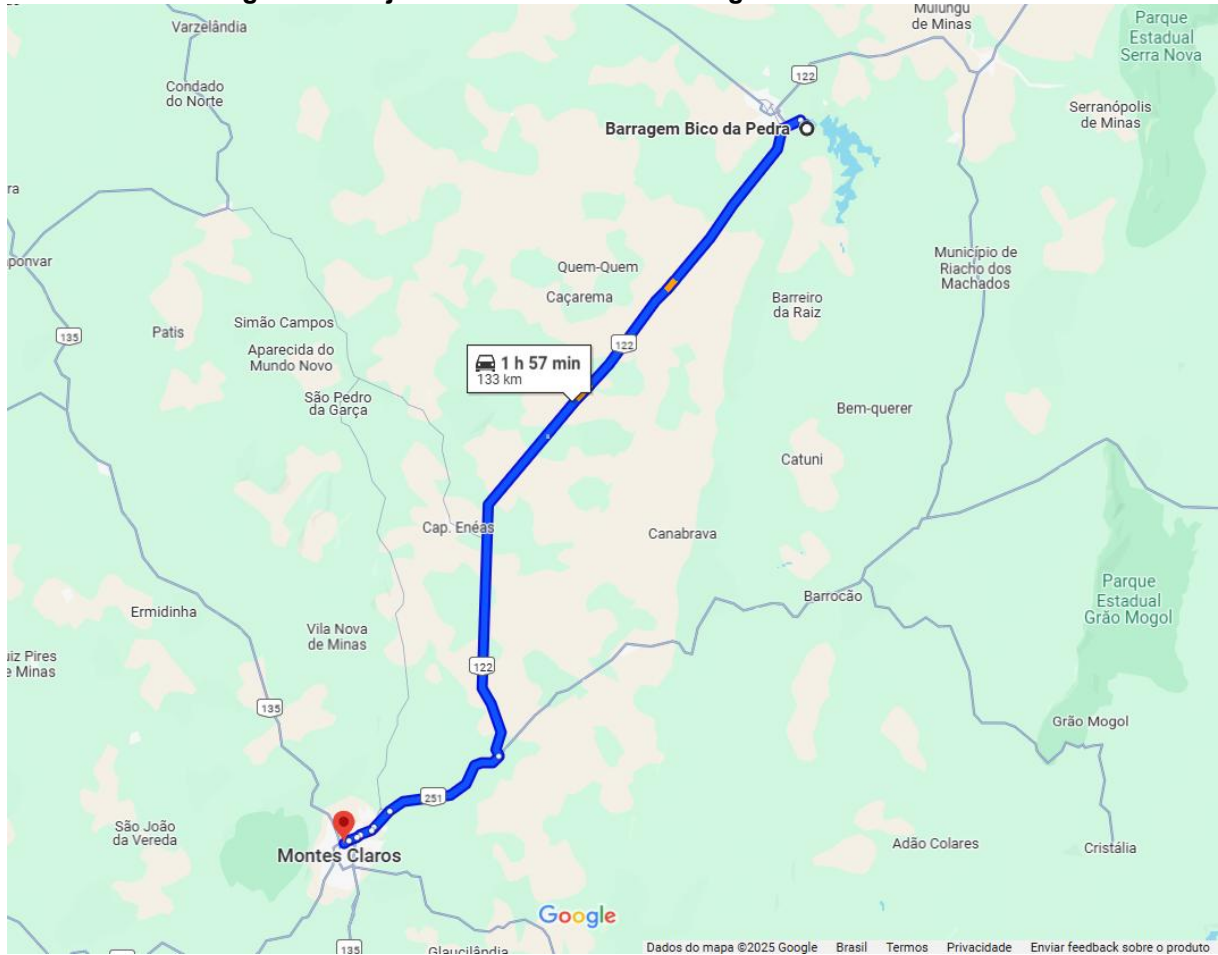 Mulungu
de Minas
Varzelândia
Parque
Estadual
Serra Nova
122
Condado
do Norte
Serranópolis
de Minas
Barragem Bico da Pedra
Município de
Riacho dos
Machados
Quem-Quem
Caçarema
Barreiro
da Raiz
Simão Campos
Patis
135
122
Aparecida do
Mundo Novo
1 h 57 min
133 km
São Pedro
da Garça
Bem-querer
Catuni
Cap. Enéas
Canabrava
Parque
Estadual
Grão Mogol
Barrocão
Ermidinha
Vila Nova
de Minas
122
135
Grão Mogol
251
São João
da Vereda
Montes Claros
Adão Colares
Cristália
Google
135
Glaucilândia
Dados do mapa ©2025 Google Brasil Termos Privacidade Enviar feedback sobre o produto